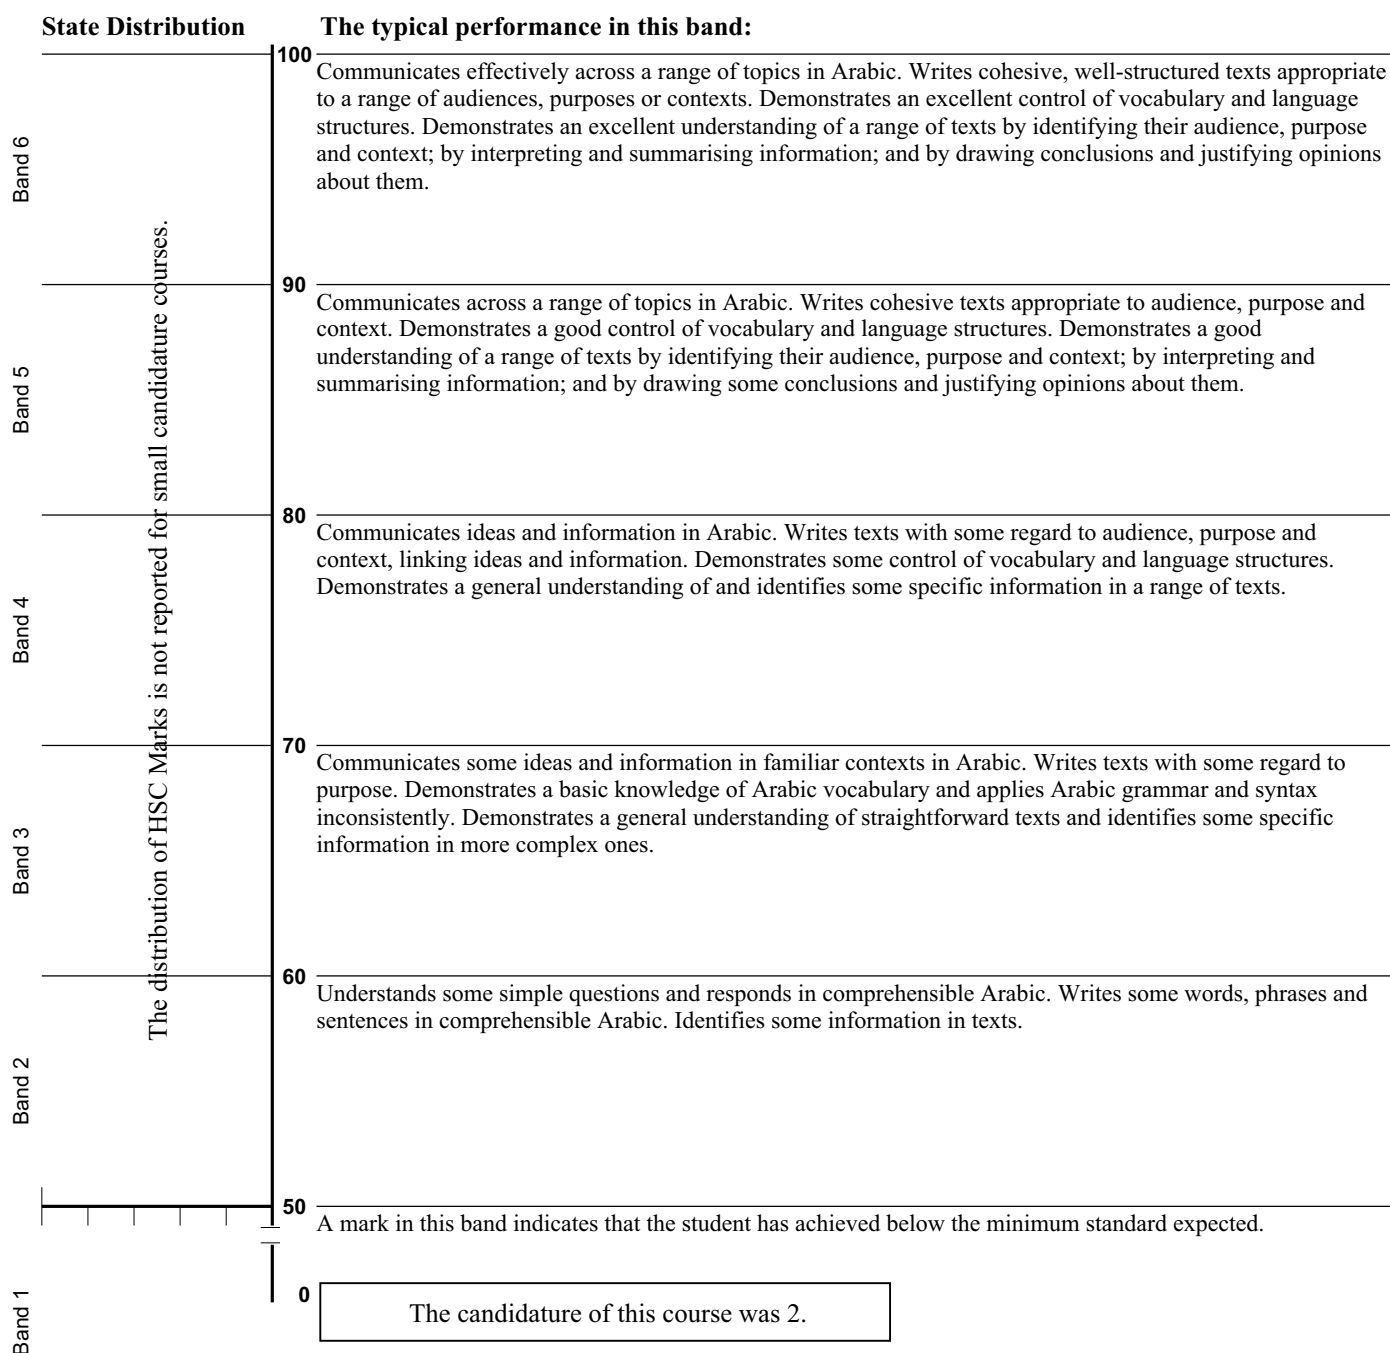 State Distribution
The typical performance in this band:
100
Communicates effectively across a range of topics in Arabic. Writes cohesive, well-structured texts appropriate
to a range of audiences, purposes or contexts. Demonstrates an excellent control of vocabulary and language
structures. Demonstrates an excellent understanding of a range of texts by identifying their audience, purpose
and context; by interpreting and summarising information; and by drawing conclusions and justifying opinions
about them.
Band 6
The distribution of HSC Marks is not reported for small candidature courses.
90
Communicates across a range of topics in Arabic. Writes cohesive texts appropriate to audience, purpose and
context. Demonstrates a good control of vocabulary and language structures. Demonstrates a good
understanding of a range of texts by identifying their audience, purpose and context; by interpreting and
summarising information; and by drawing some conclusions and justifying opinions about them.
Band 5
80
Communicates ideas and information in Arabic. Writes texts with some regard to audience, purpose and
context, linking ideas and information. Demonstrates some control of vocabulary and language structures.
Demonstrates a general understanding of and identifies some specific information in a range of texts.
Band 4
70
Communicates some ideas and information in familiar contexts in Arabic. Writes texts with some regard to
purpose. Demonstrates a basic knowledge of Arabic vocabulary and applies Arabic grammar and syntax
inconsistently. Demonstrates a general understanding of straightforward texts and identifies some specific
information in more complex ones.
Band 3
60
Understands some simple questions and responds in comprehensible Arabic. Writes some words, phrases and
sentences in comprehensible Arabic. Identifies some information in texts.
Band 2
50
A mark in this band indicates that the student has achieved below the minimum standard expected.
0
Band 1
The candidature of this course was 2.